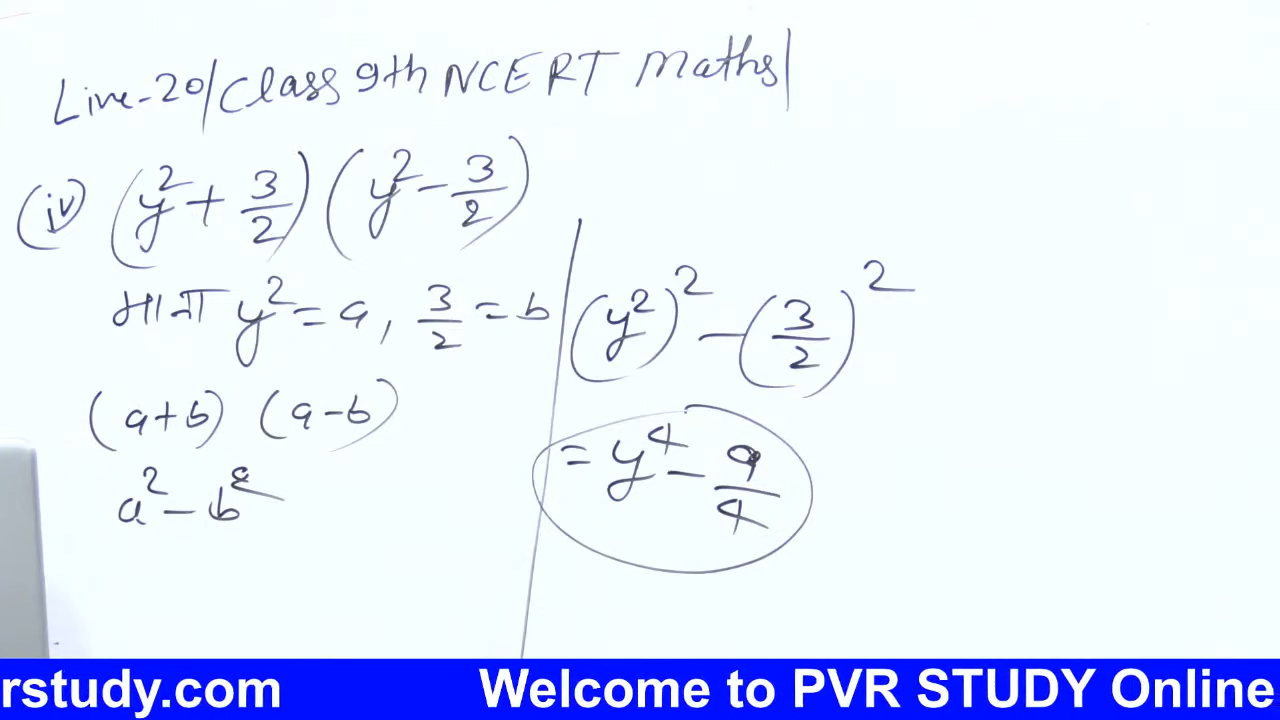 Live-20/Class 9th NCERT Maths|
(iv) (y²+3/2)(y²-3/2)
माना y²=a, 3/2=b
(a+b) (a-b)
a²-b²
(y²)²-(3/2)²
=y⁴-9/4
rstudy.com Welcome to PVR STUDY Online